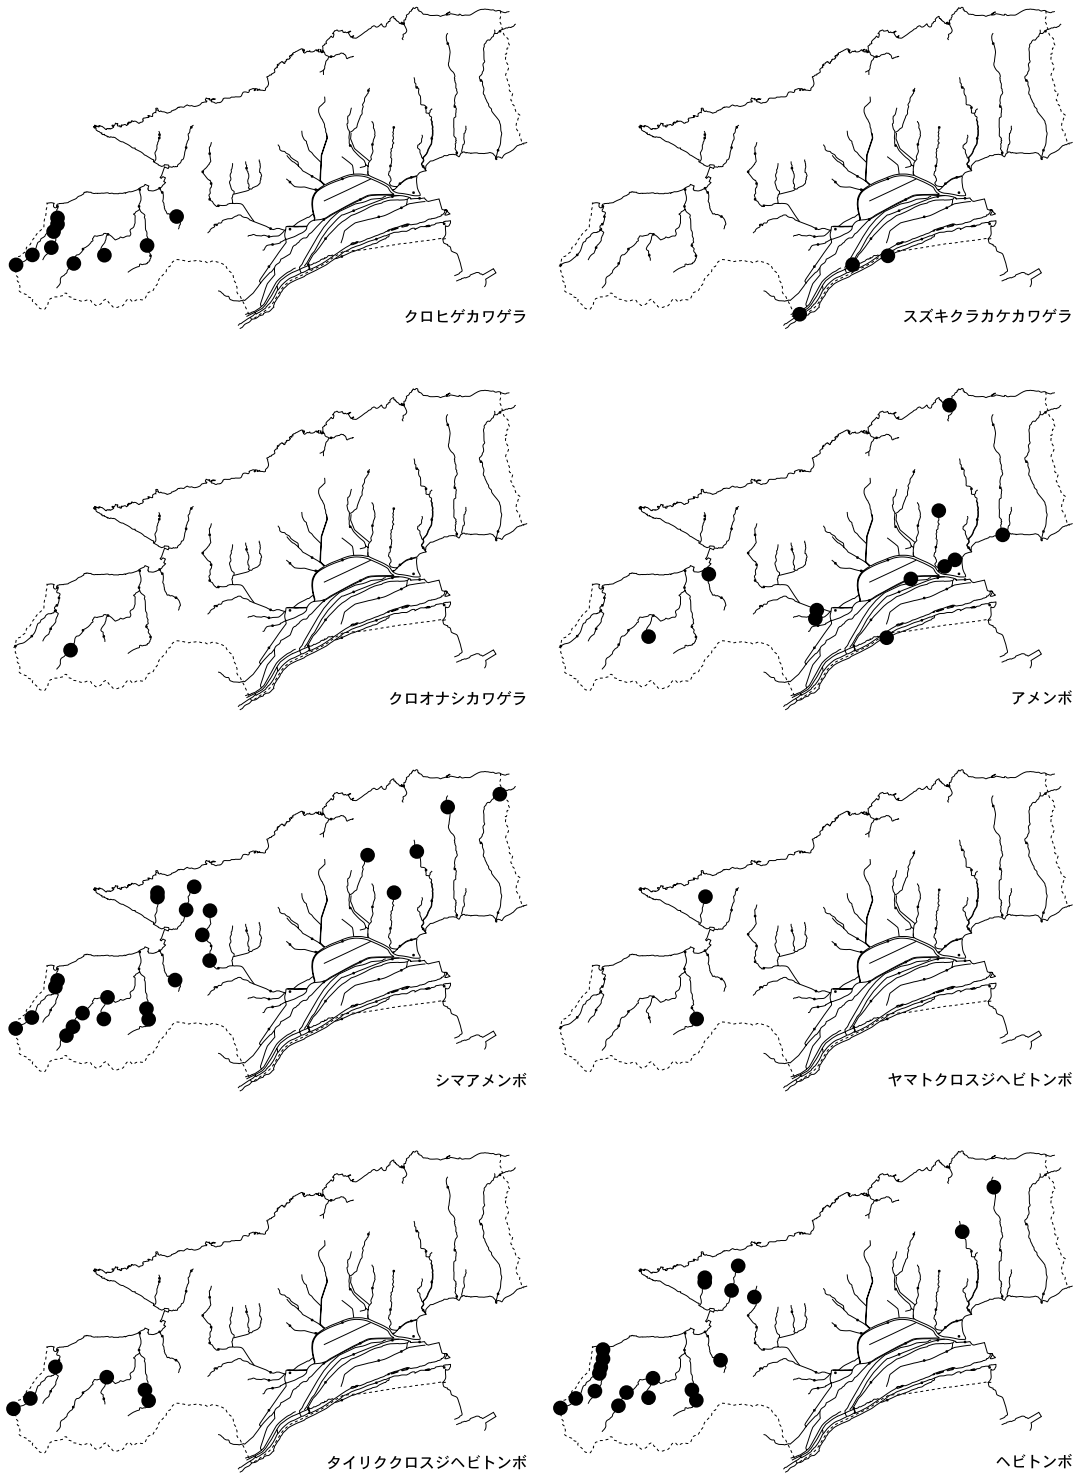 クロヒゲカワゲラ
スズキクラカケカワゲラ
クロオナシカワゲラ
アメンボ
シマアメンボ
ヤマトクロスジヘビトンボ
タイリククロスジヘビトンボ
ヘビトンボ